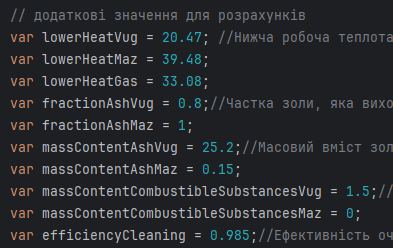 // додаткові значення для розрахунків
var lowerHeatVug = 20.47; //Нижча робоча теплота
var lowerHeatMaz = 39.48;
var lowerHeatGas = 33.08;
var fractionAshVug = 0.8;//Частка золи, яка вихо
var fractionAshMaz = 1;
var massContentAshVug = 25.2;//Масовий вміст зол
var massContentAshMaz = 0.15;
var massContentCombustibleSubstancesVug = 1.5;//
var massContentCombustibleSubstancesMaz = 0;
var efficiencyCleaning = 0.985;//Ефективність оч